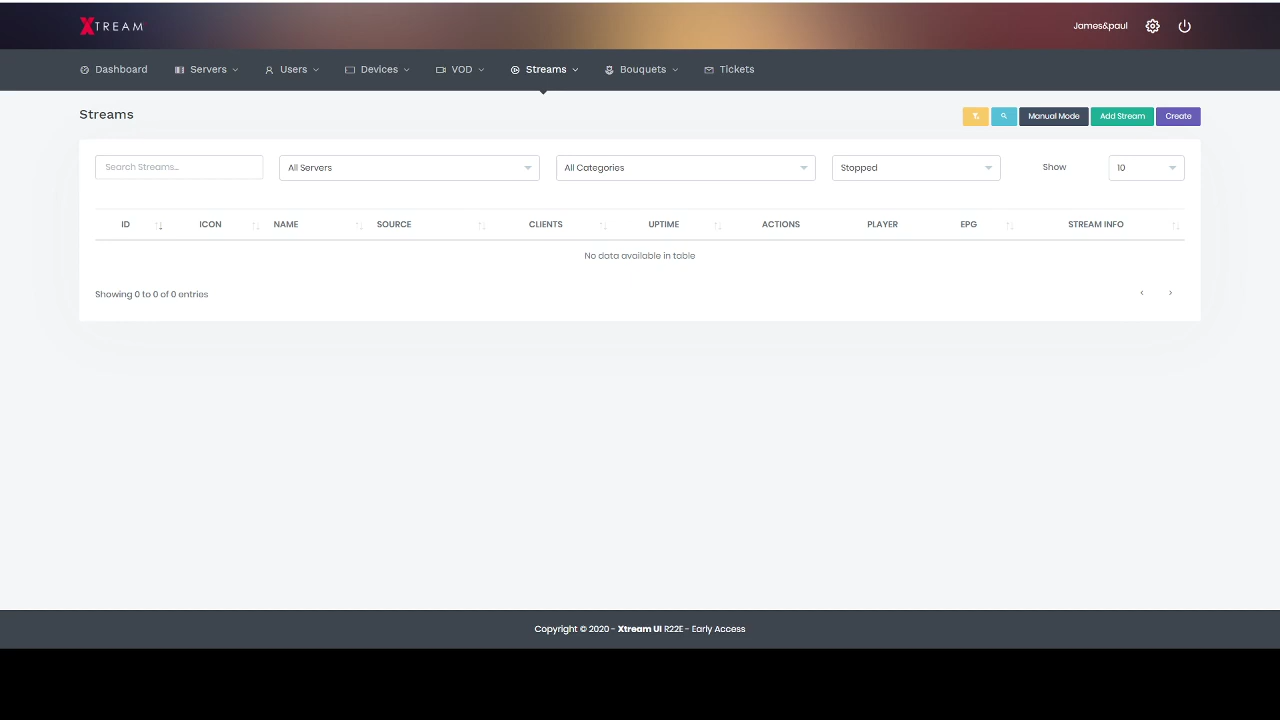 XTREAM
James&paul
Dashboard Servers Users Devices VOD Streams Bouquets Tickets
Streams
Manual Mode Add Stream Create
Search Streams... All Servers All Categories Stopped Show 10
ID ICON NAME SOURCE CLIENTS UPTIME ACTIONS PLAYER EPG STREAM INFO
No data available in table
Showing 0 to 0 of 0 entries
Copyright © 2020 - Xtream UI R22E - Early Access